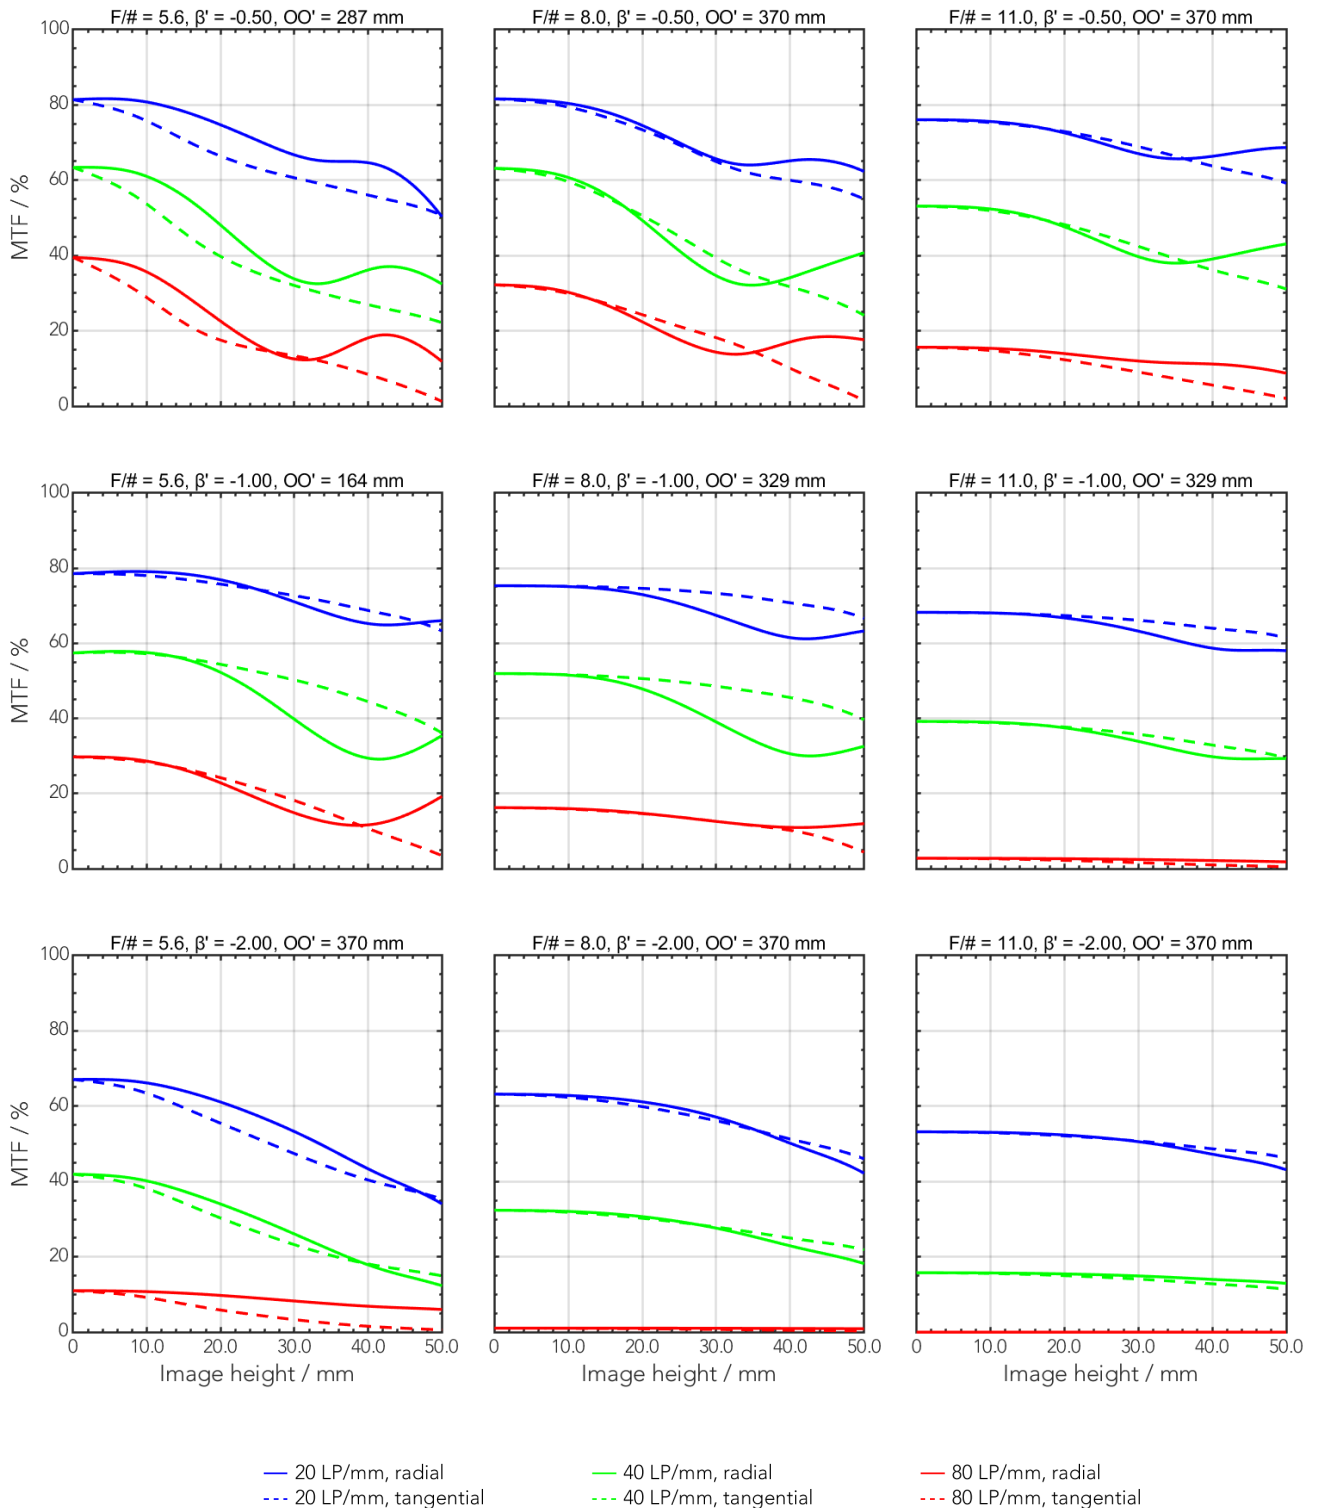 F/# = 5.6, β' = -0.50, OO' = 287 mm
F/# = 8.0, β' = -0.50, OO' = 370 mm
F/# = 11.0, β' = -0.50, OO' = 370 mm
100
80
60
40
20
0
MTF / %
F/# = 5.6, β' = -1.00, OO' = 164 mm
F/# = 8.0, β' = -1.00, OO' = 329 mm
F/# = 11.0, β' = -1.00, OO' = 329 mm
100
80
60
40
20
0
MTF / %
F/# = 5.6, β' = -2.00, OO' = 370 mm
F/# = 8.0, β' = -2.00, OO' = 370 mm
F/# = 11.0, β' = -2.00, OO' = 370 mm
100
80
60
40
20
0
MTF / %
0 10.0 20.0 30.0 40.0 50.0
0 10.0 20.0 30.0 40.0 50.0
0 10.0 20.0 30.0 40.0 50.0
Image height / mm
Image height / mm
Image height / mm
20 LP/mm, radial
40 LP/mm, radial
80 LP/mm, radial
20 LP/mm, tangential
40 LP/mm, tangential
80 LP/mm, tangential